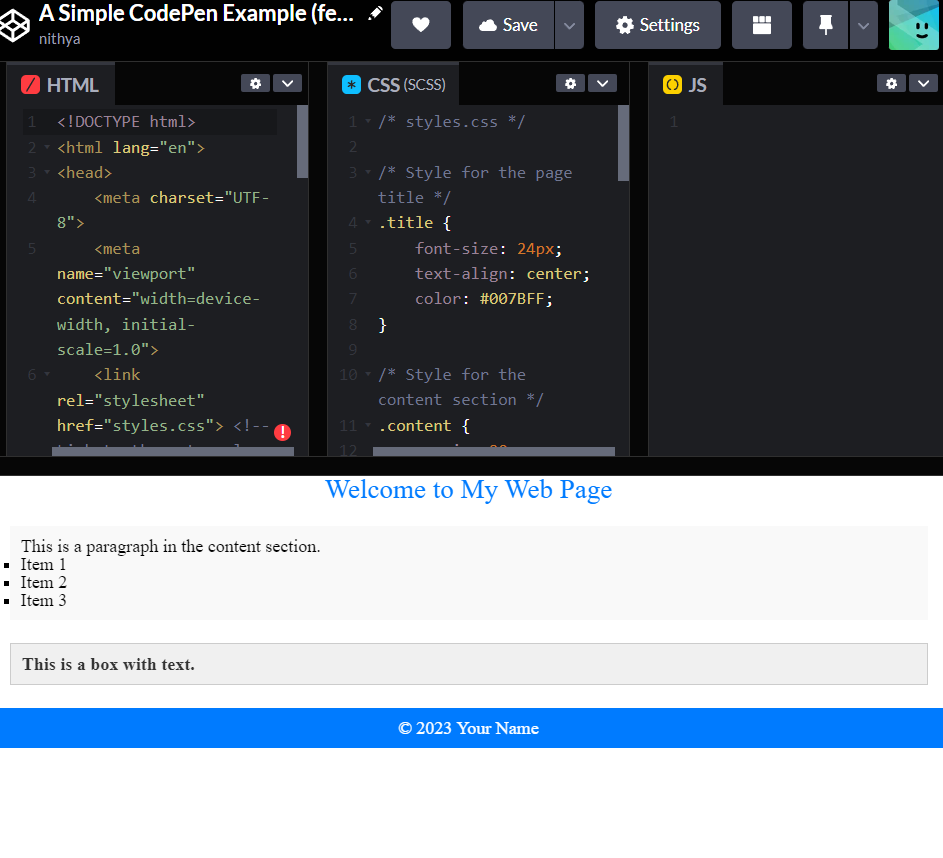 A Simple CodePen Example (fe...
nithya
Save
Settings
HTML
1 <!DOCTYPE html>
2 <html lang="en">
3 <head>
4 <meta charset="UTF-
8">
5 <meta
name="viewport"
content="width=device-
width, initial-
scale=1.0">
6 <link
rel="stylesheet"
href="styles.css"> <!--
CSS (SCSS)
1 /* styles.css */
2
3 /* Style for the page
title */
4 .title {
5 font-size: 24px;
6 text-align: center;
7 color: #007BFF;
8 }
9
10 /* Style for the
content section */
11 .content {
12
JS
1
Welcome to My Web Page
This is a paragraph in the content section.
Item 1
Item 2
Item 3
This is a box with text.
© 2023 Your Name